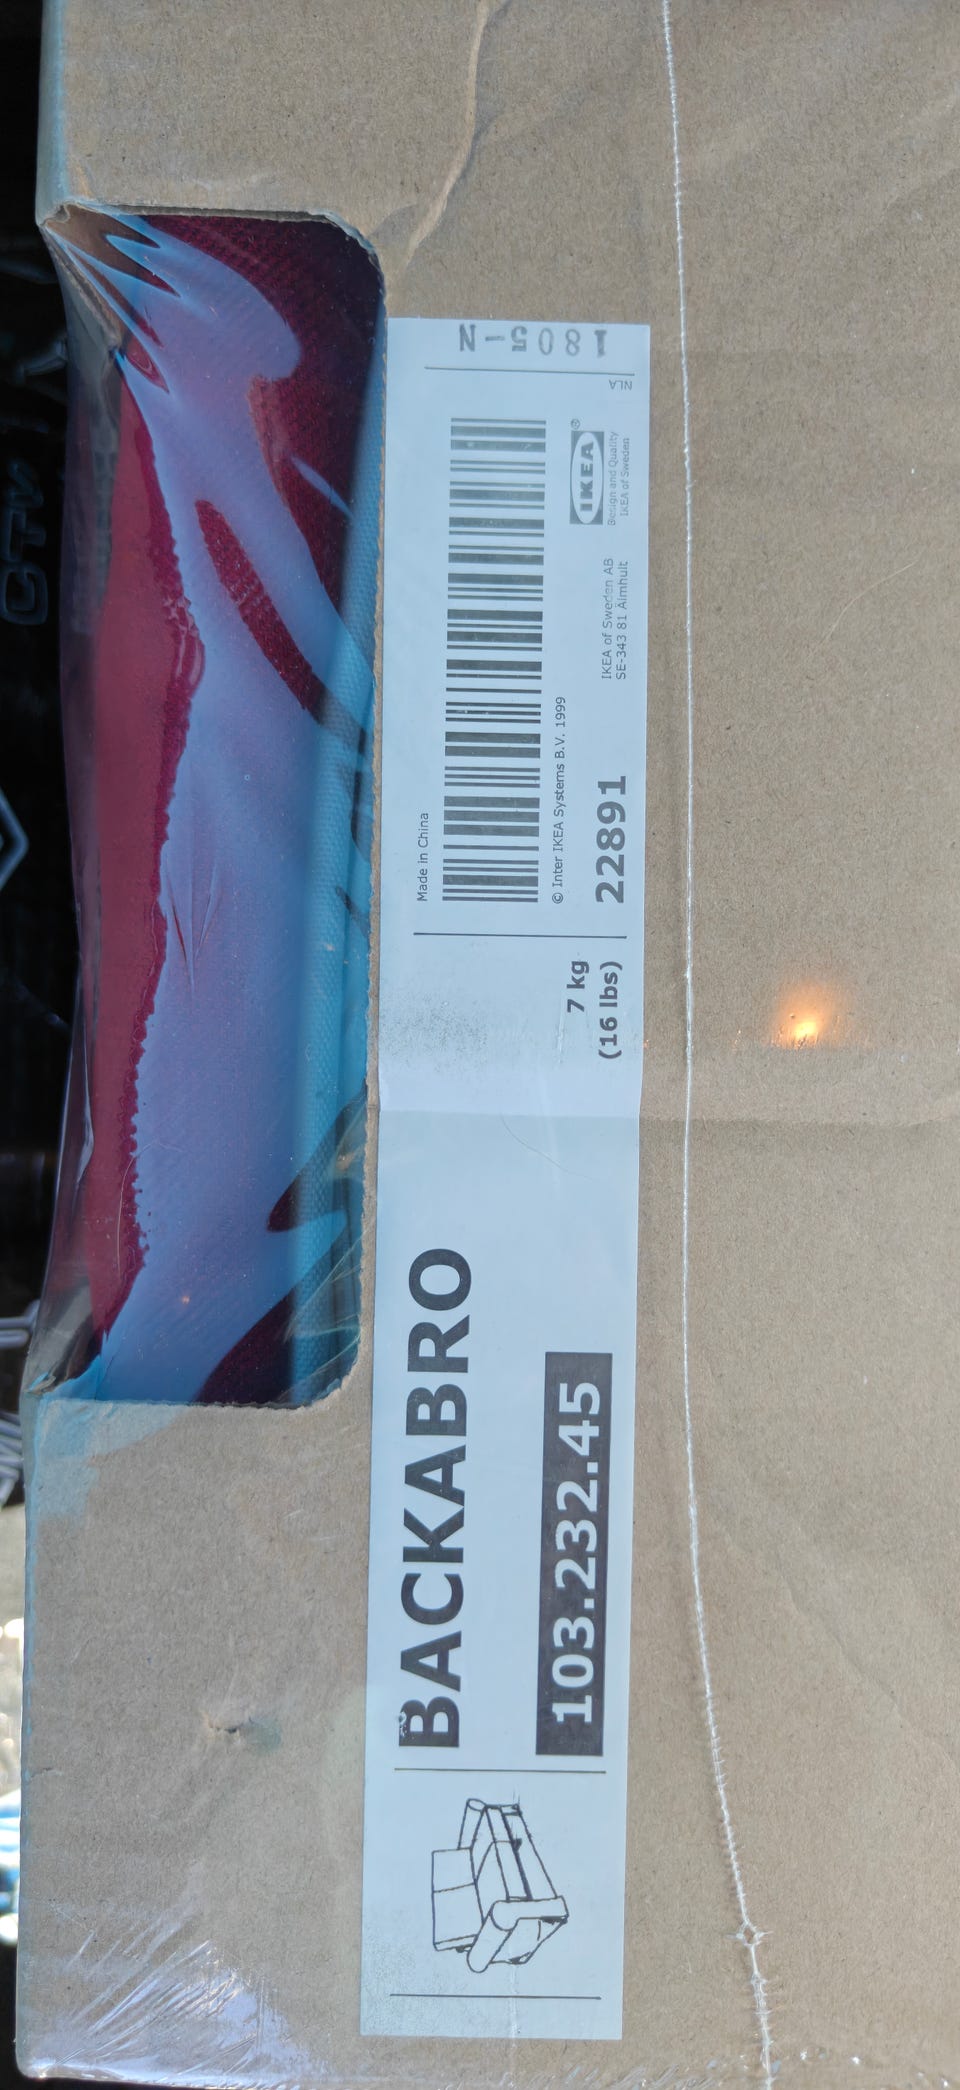 BACKABRO
103.232.45
7 kg
(16 lbs)
Made in China
© Inter IKEA Systems B.V. 1999
22891
IKEA of Sweden AB
SE-343 81 Älmhult
IKEA®
Design and Quality
IKEA of Sweden
NLA
1805-N